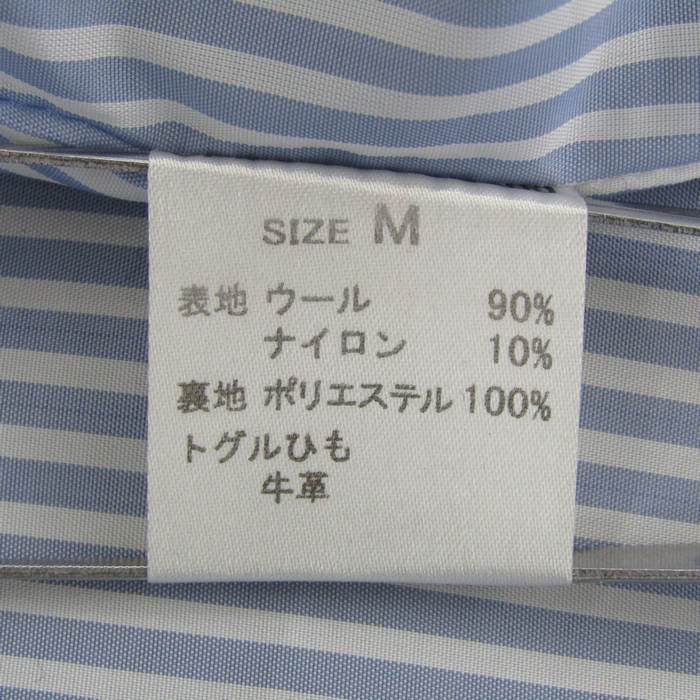 SIZE M
表地 ウール 90%
ナイロン 10%
裏地 ポリエステル 100%
トグルひも
牛革